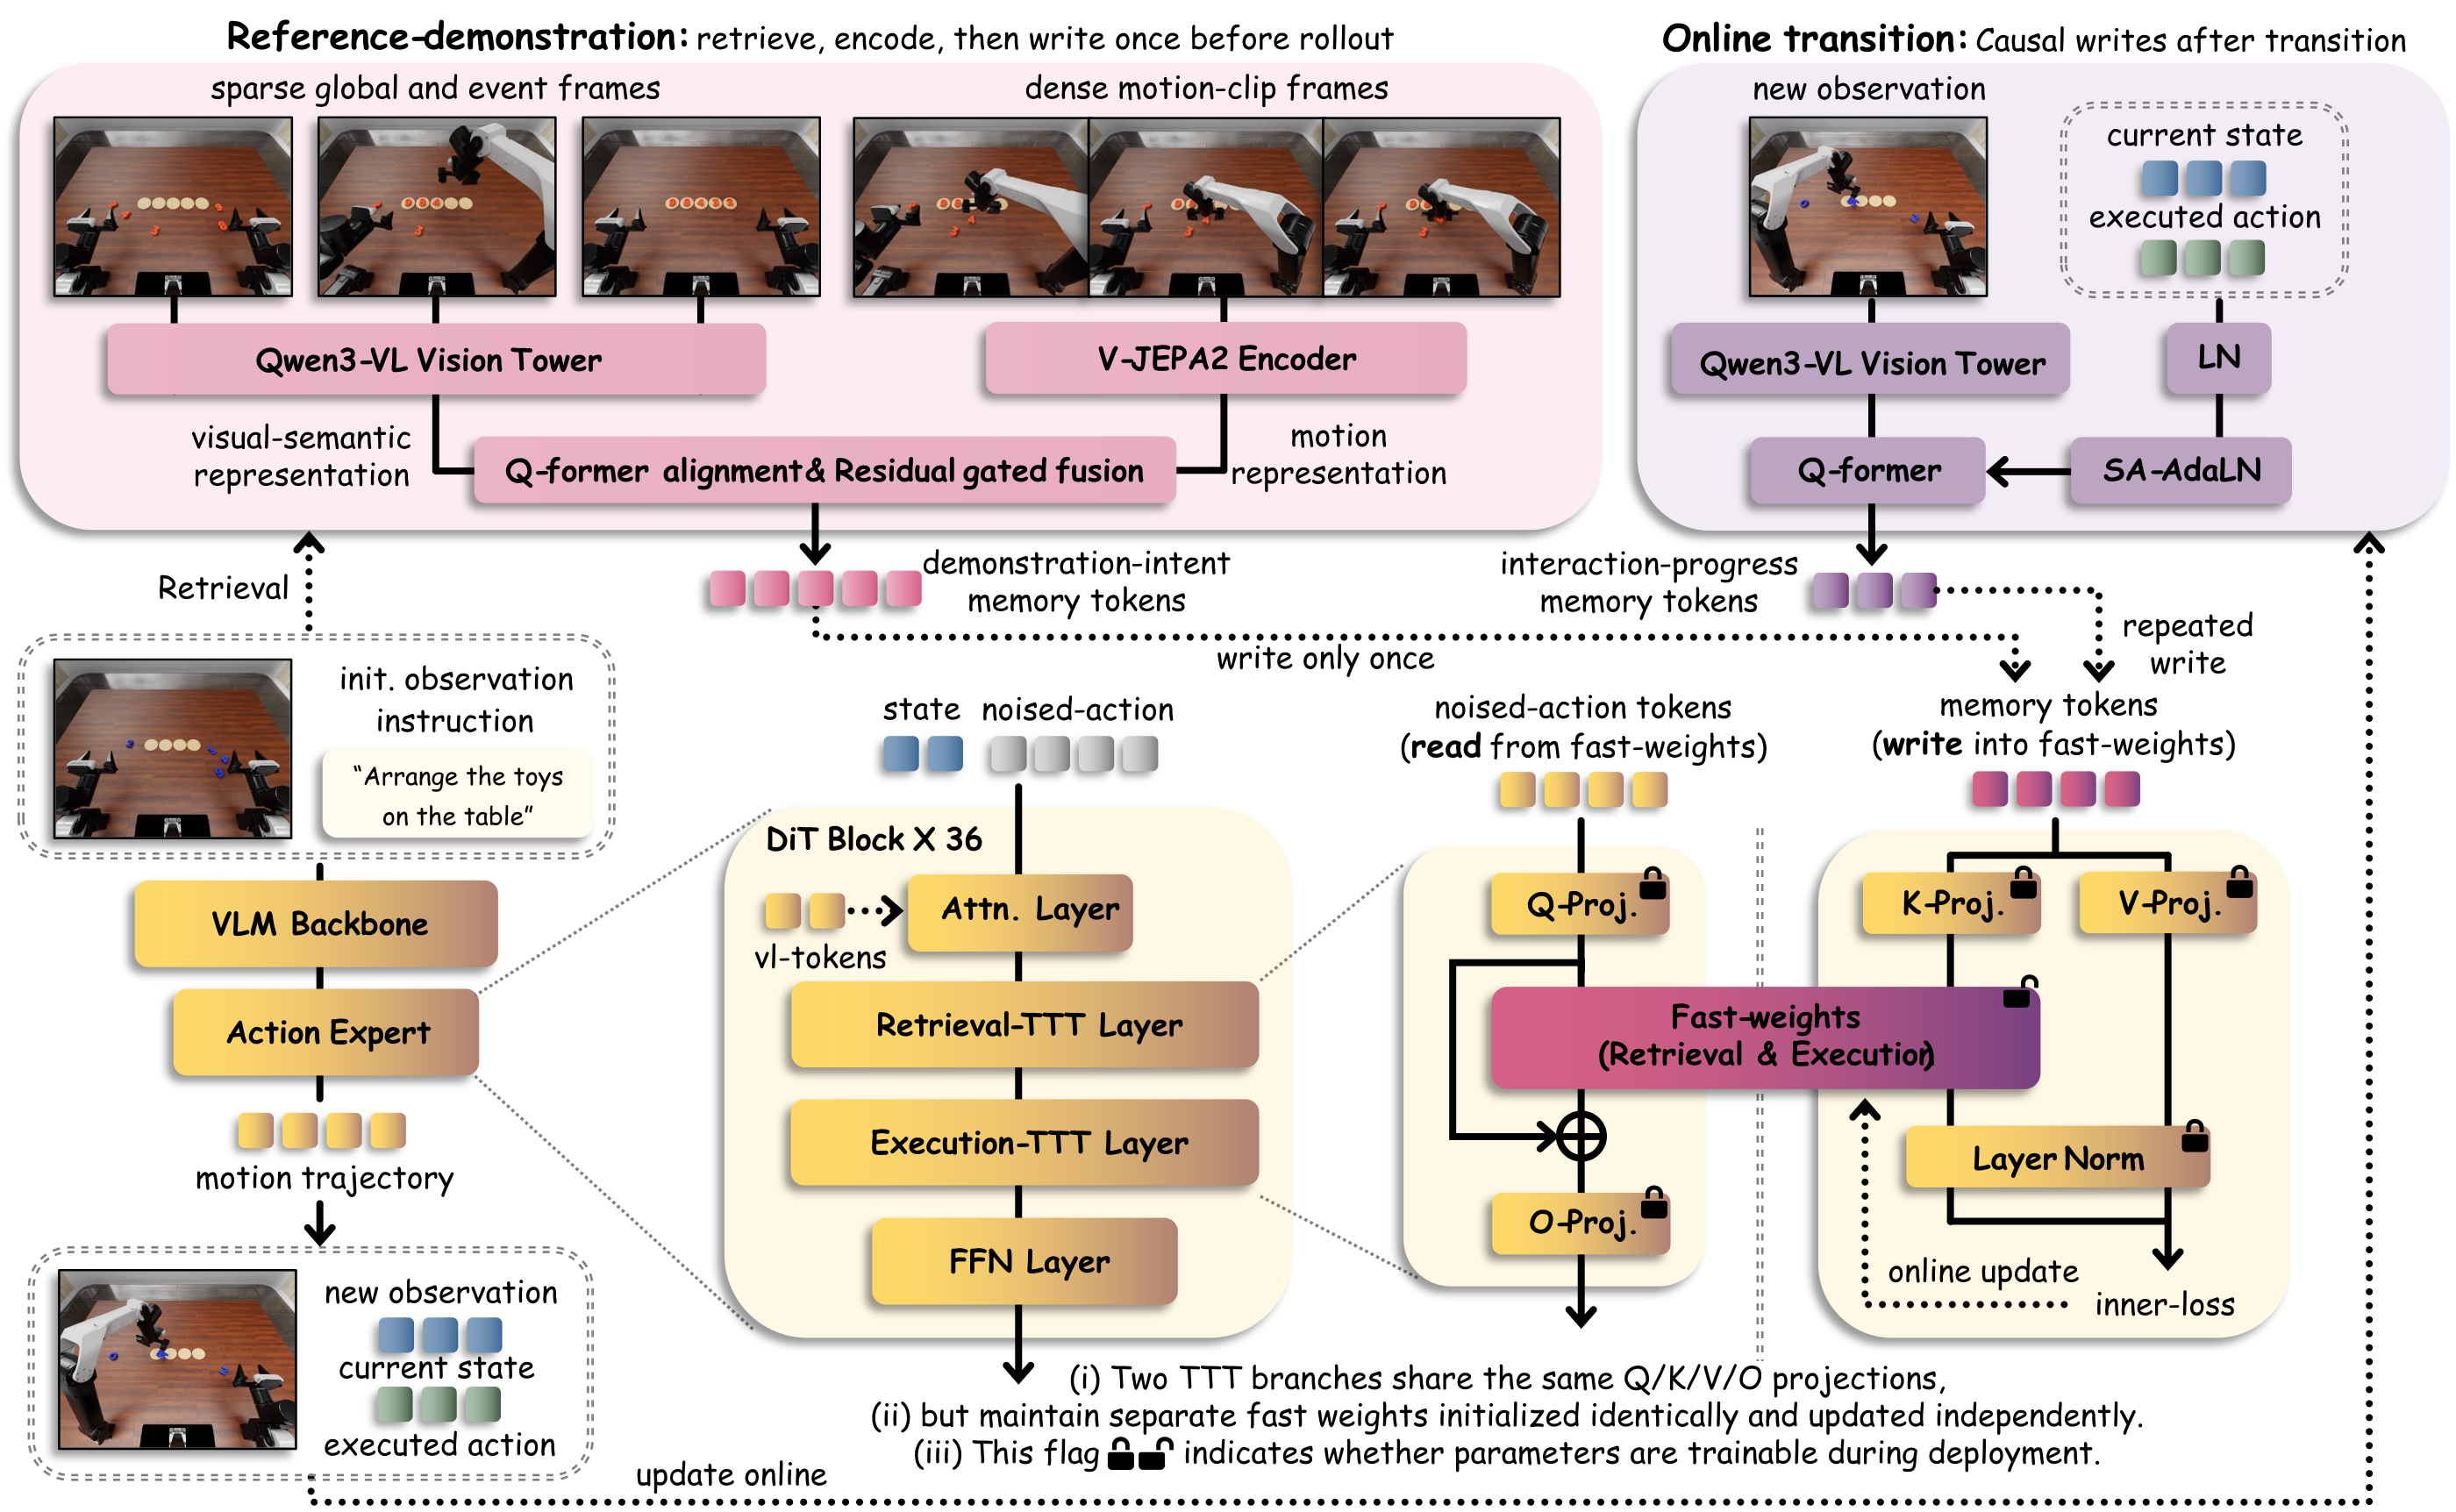 Reference-demonstration: retrieve, encode, then write once before rollout
sparse global and event frames
dense motion-clip frames
Qwen3-VL Vision Tower
V-JEPA2 Encoder
visual-semantic
representation
Q-former alignment& Residual gated fusion
motion
representation
Online transition: Causal writes after transition
new observation
current state
executed action
Qwen3-VL Vision Tower
LN
Q-former
SA-AdaLN
Retrieval
demonstration-intent
memory tokens
interaction-progress
memory tokens
write only once
repeated
write
init. observation
instruction
“Arrange the toys
on the table”
VLM Backbone
Action Expert
motion trajectory
new observation
current state
executed action
update online
state
noised-action
DiT Block X 36
vl-tokens
Attn. Layer
Retrieval-TTT Layer
Execution-TTT Layer
FFN Layer
noised-action tokens
(read from fast-weights)
Q-Proj.
memory tokens
(write into fast-weights)
K-Proj.
V-Proj.
Fast-weights
(Retrieval & Execution)
O-Proj.
Layer Norm
online update
inner-loss
(i) Two TTT branches share the same Q/K/V/O projections,
(ii) but maintain separate fast weights initialized identically and updated independently.
(iii) This flag indicates whether parameters are trainable during deployment.